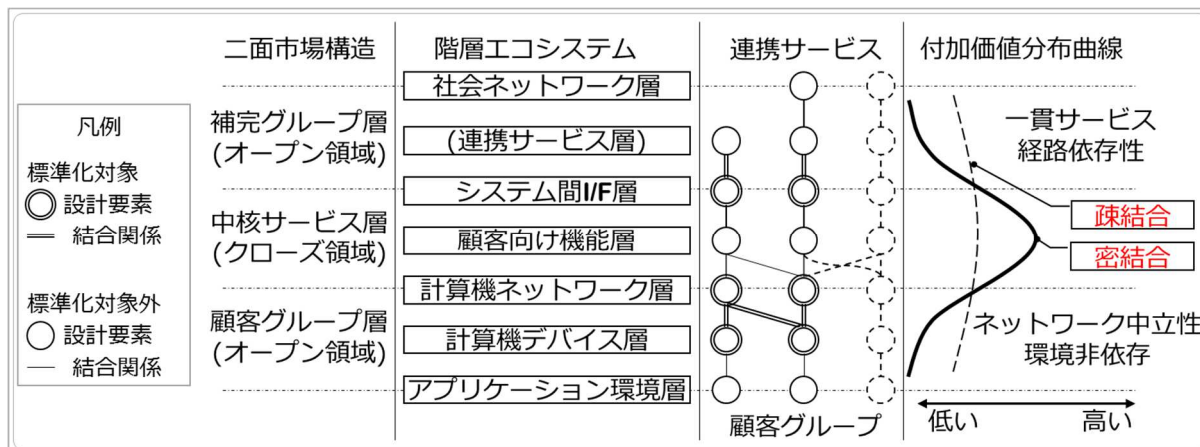 凡例
標準化対象
設計要素
結合関係
標準化対象外
設計要素
結合関係
二面市場構造
補完グループ層
(オープン領域)
中核サービス層
(クローズ領域)
顧客グループ層
(オープン領域)
階層エコシステム
社会ネットワーク層
(連携サービス層)
システム間I/F層
顧客向け機能層
計算機ネットワーク層
計算機デバイス層
アプリケーション環境層
連携サービス
顧客グループ
付加価値分布曲線
一貫サービス
経路依存性
疎結合
密結合
ネットワーク中立性
環境非依存
低い
高い